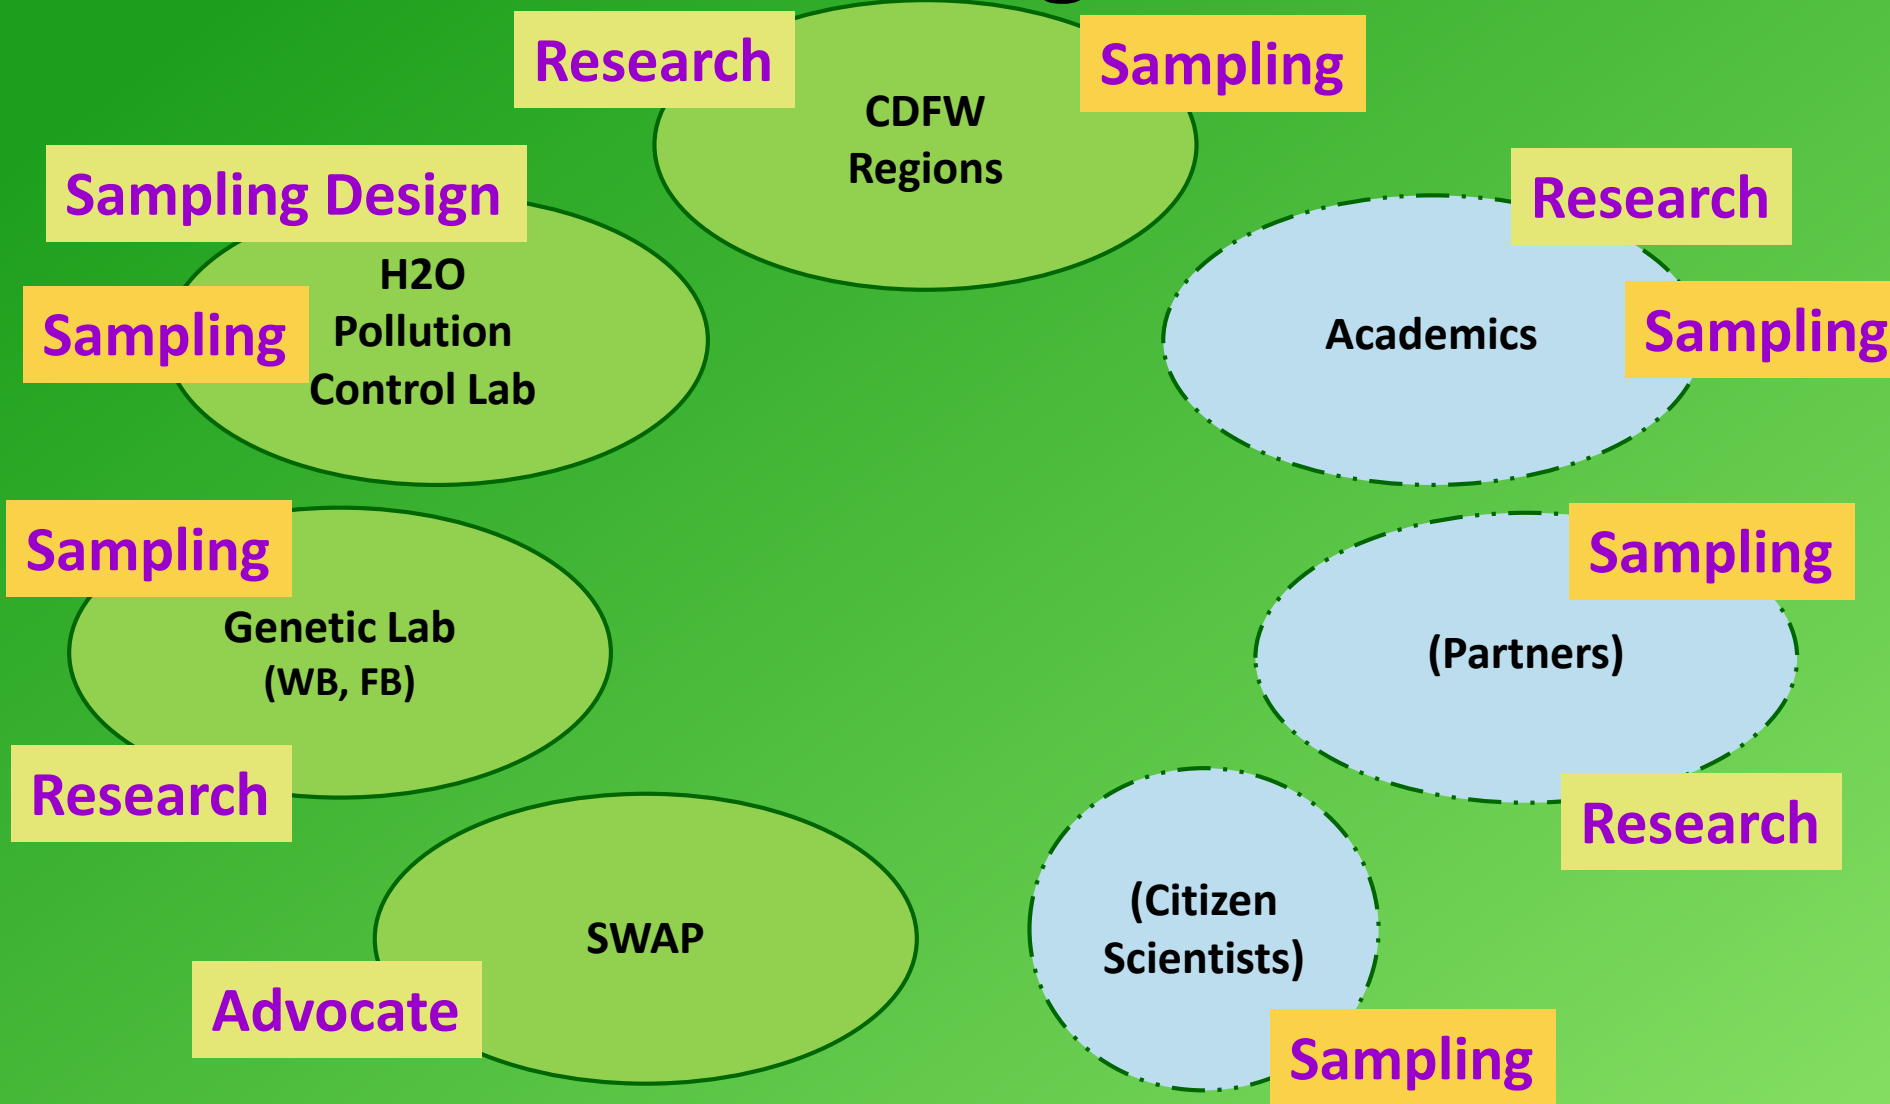 Research
Sampling
CDFW
Regions
Sampling Design
H2O
Pollution
Control Lab
Sampling
Research
Academics
Sampling
Sampling
Genetic Lab
(WB, FB)
Research
Sampling
(Partners)
Research
SWAP
Advocate
(Citizen
Scientists)
Sampling